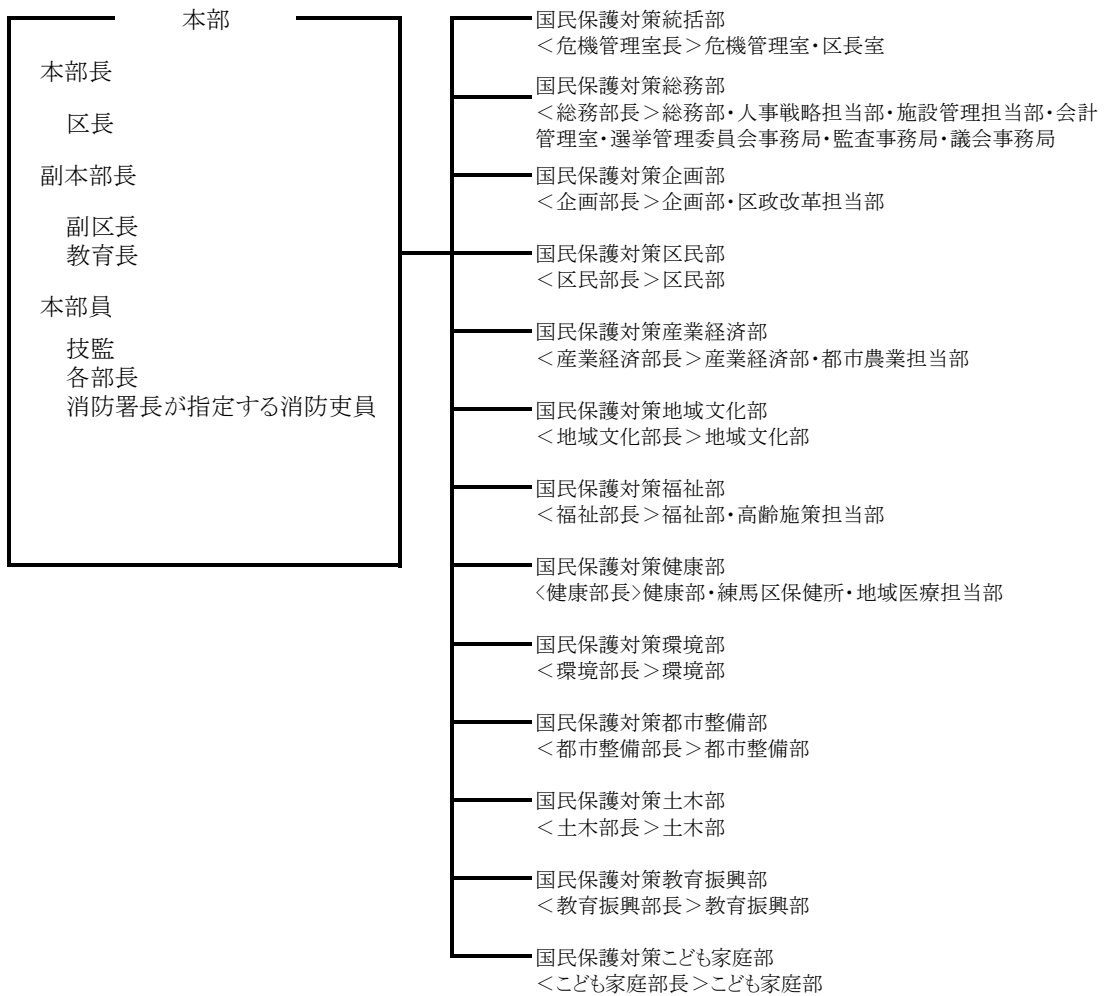 本部
本部長
区長
副本部長
副区長
教育長
本部員
技監
各部長
消防署長が指定する消防吏員
国民保護対策統括部
＜危機管理室長＞危機管理室・区長室
国民保護対策総務部
＜総務部長＞総務部・人事戦略担当部・施設管理担当部・会計
管理室・選挙管理委員会事務局・監査事務局・議会事務局
国民保護対策企画部
＜企画部長＞企画部・区政改革担当部
国民保護対策区民部
＜区民部長＞区民部
国民保護対策産業経済部
＜産業経済部長＞産業経済部・都市農業担当部
国民保護対策地域文化部
＜地域文化部長＞地域文化部
国民保護対策福祉部
＜福祉部長＞福祉部・高齢施策担当部
国民保護対策健康部
<健康部長>健康部・練馬区保健所・地域医療担当部
国民保護対策環境部
＜環境部長＞環境部
国民保護対策都市整備部
＜都市整備部長＞都市整備部
国民保護対策土木部
＜土木部長＞土木部
国民保護対策教育振興部
＜教育振興部長＞教育振興部
国民保護対策こども家庭部
＜こども家庭部長＞こども家庭部